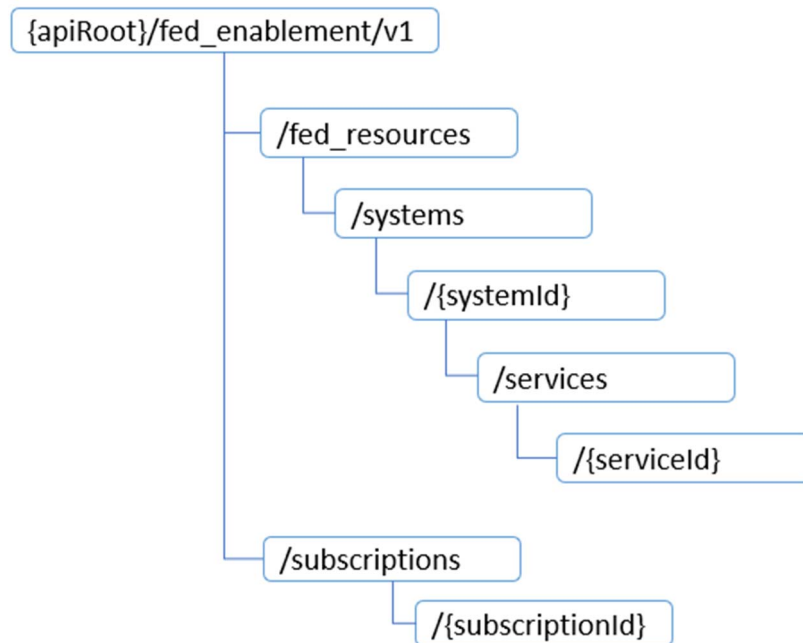 {apiRoot}/fed_enablement/v1
/fed_resources
/systems
/{systemId}
/services
/{serviceId}
/subscriptions
/{subscriptionId}